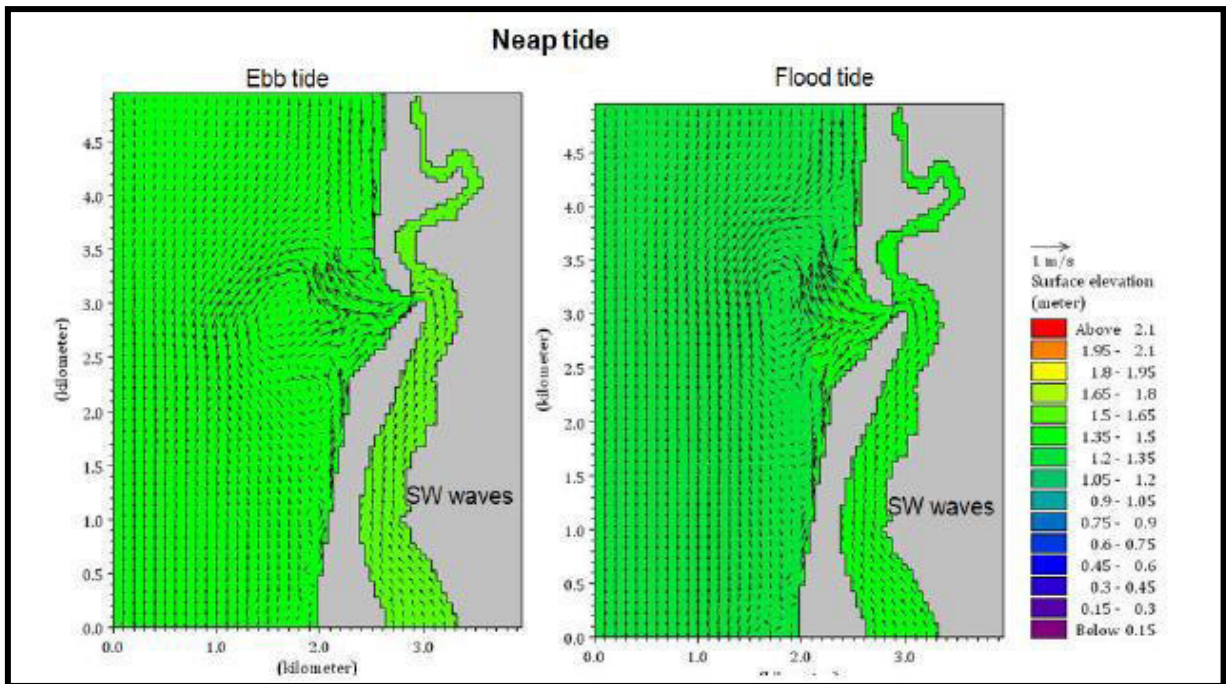 Neap tide
Ebb tide
Flood tide
4.5
4.0
3.5
3.0
2.5
2.0
1.5
1.0
0.5
0.0
(kilometer)
0.0 1.0 2.0 3.0
(kilometer)
SW waves
4.5
4.0
3.5
3.0
2.5
2.0
1.5
1.0
0.5
0.0
(kilometer)
0.0 1.0 2.0 3.0
SW waves
1 m/s
Surface elevation
(meter)
Above 2.1
1.95 - 2.1
1.8 - 1.95
1.65 - 1.8
1.5 - 1.65
1.35 - 1.5
1.2 - 1.35
1.05 - 1.2
0.9 - 1.05
0.75 - 0.9
0.6 - 0.75
0.45 - 0.6
0.3 - 0.45
0.15 - 0.3
Below 0.15